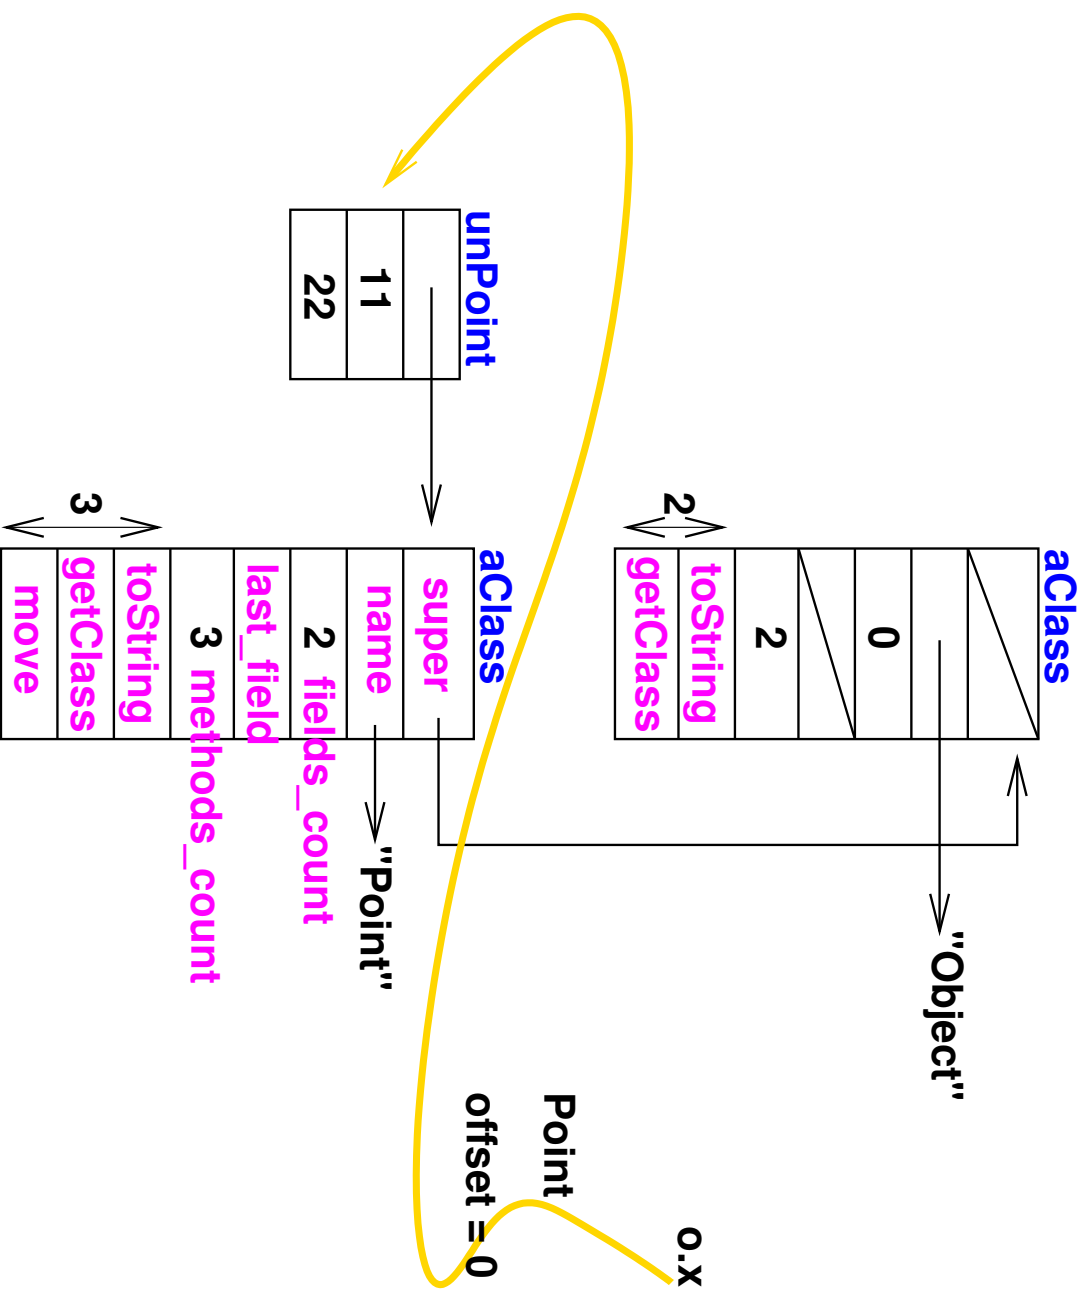 aClass
"Object"
0
2
toString
getClass
2
o.x
Point
offset = 0
unPoint
11
22
aClass
super
name
"Point"
2 fields_count
last_field
3 methods_count
toString
getClass
move
3